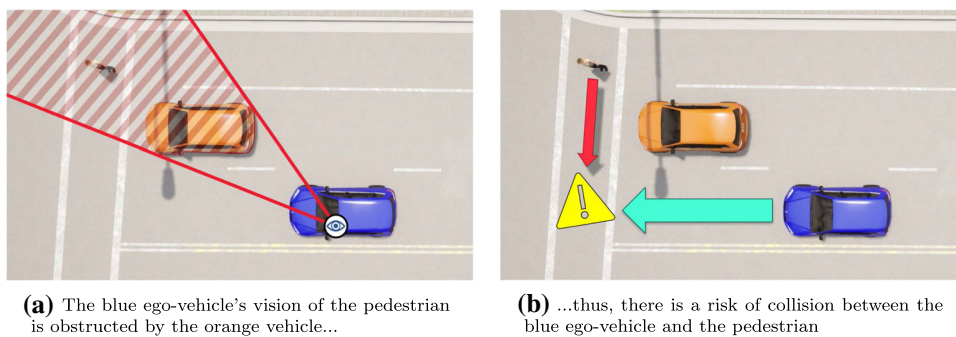 (a) The blue ego-vehicle's vision of the pedestrian
is obstructed by the orange vehicle...
(b) ...thus, there is a risk of collision between the
blue ego-vehicle and the pedestrian